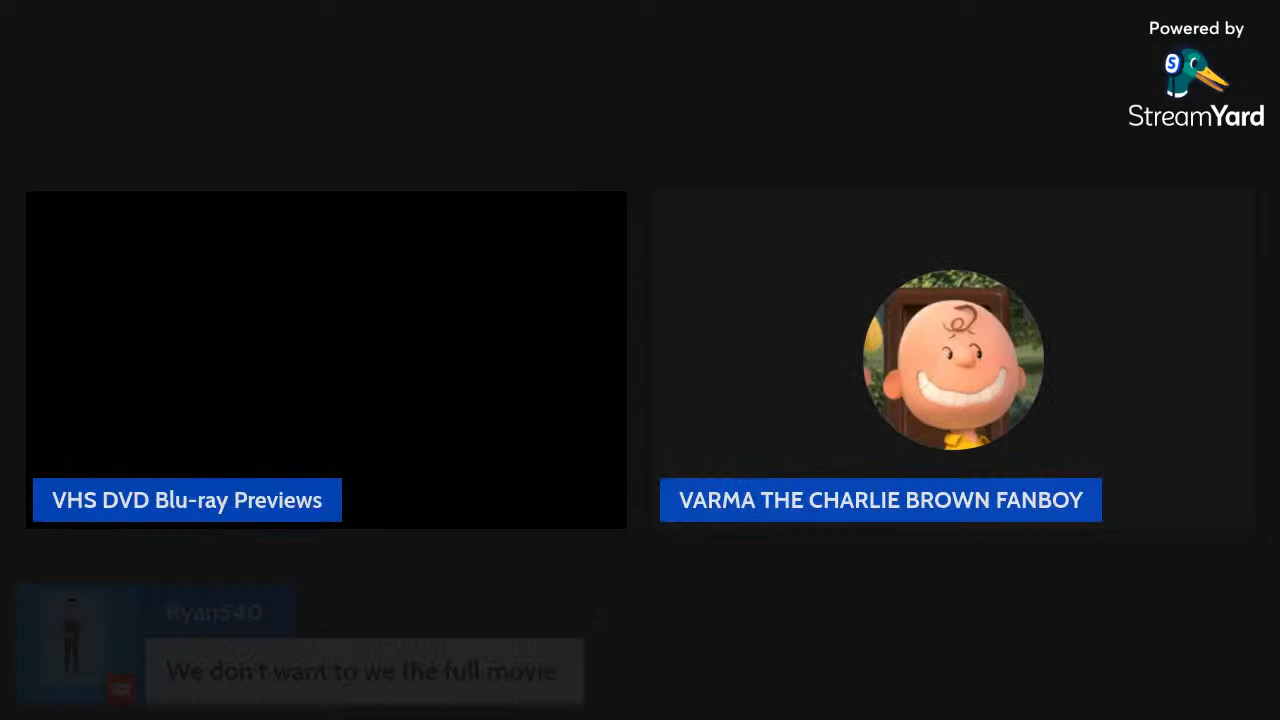 Powered by
S
StreamYard
VHS DVD Blu-ray Previews
VARMA THE CHARLIE BROWN FANBOY
Ryan540
We don't want to we the full movie